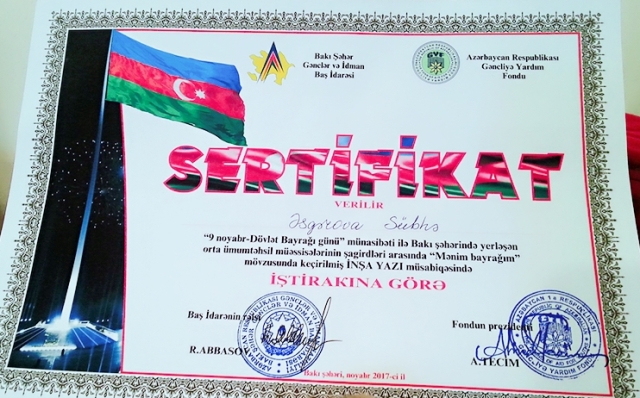 Bakı Şəhər
Gənclər və İdman
Baş İdarəsi
GYF
Azərbaycan Respublikası
Gəncliyə Yardım
Fondu
SERTİFİKAT
VERİLİR
Əsgərova Sübhə
“9 noyabr-Dövlət Bayrağı günü” münasibəti ilə Bakı şəhərində yerləşən
orta ümumtəhsil müəssisələrinin şagirdləri arasında “Mənim bayrağım”
mövzusunda keçirilmiş İNŞA YAZI müsabiqəsində
İŞTİRAKINA GÖRƏ
Baş İdarənin rəisi
Fondun prezidenti
R.ABBASOV
A.TECİM
Bakı şəhəri, noyabr 2017-ci il